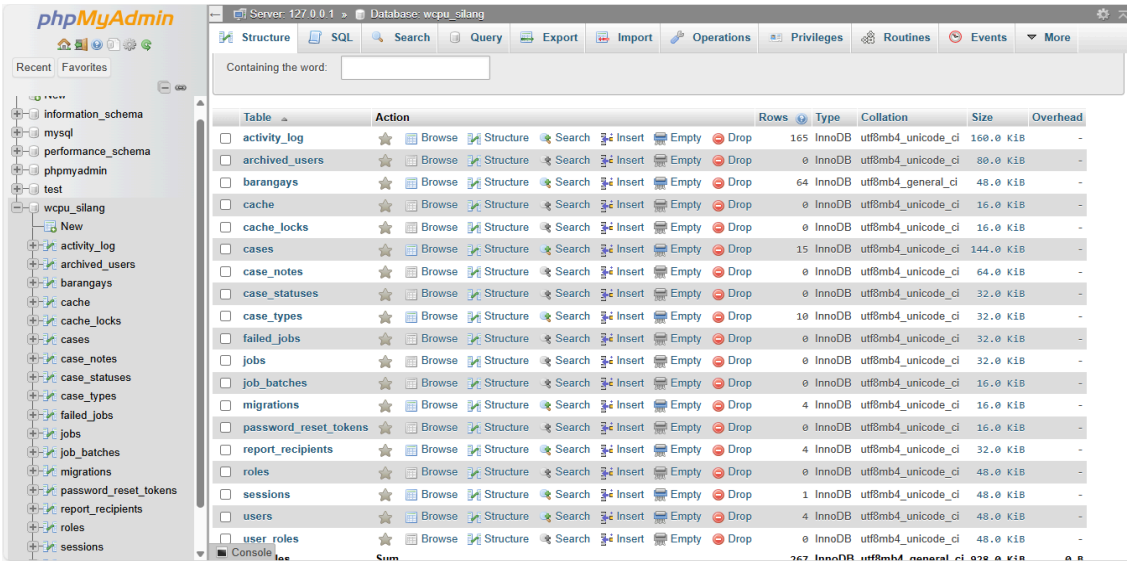 phpMyAdmin
Recent Favorites
New
information_schema
mysql
performance_schema
phpmyadmin
test
wcpu_silang
New
activity_log
archived_users
barangays
cache
cache_locks
cases
case_notes
case_statuses
case_types
failed_jobs
jobs
job_batches
migrations
password_reset_tokens
report_recipients
roles
sessions
Server: 127.0.0.1 » Database: wcpu_silang
Structure SQL Search Query Export Import Operations Privileges Routines Events More
Containing the word:
Table Action Rows Type Collation Size Overhead
activity_log Browse Structure Search Insert Empty Drop 165 InnoDB utf8mb4_unicode_ci 160.0 KiB -
archived_users Browse Structure Search Insert Empty Drop 0 InnoDB utf8mb4_unicode_ci 80.0 KiB -
barangays Browse Structure Search Insert Empty Drop 64 InnoDB utf8mb4_general_ci 48.0 KiB -
cache Browse Structure Search Insert Empty Drop 0 InnoDB utf8mb4_unicode_ci 16.0 KiB -
cache_locks Browse Structure Search Insert Empty Drop 0 InnoDB utf8mb4_unicode_ci 16.0 KiB -
cases Browse Structure Search Insert Empty Drop 15 InnoDB utf8mb4_unicode_ci 144.0 KiB -
case_notes Browse Structure Search Insert Empty Drop 0 InnoDB utf8mb4_unicode_ci 64.0 KiB -
case_statuses Browse Structure Search Insert Empty Drop 0 InnoDB utf8mb4_unicode_ci 32.0 KiB -
case_types Browse Structure Search Insert Empty Drop 10 InnoDB utf8mb4_unicode_ci 32.0 KiB -
failed_jobs Browse Structure Search Insert Empty Drop 0 InnoDB utf8mb4_unicode_ci 32.0 KiB -
jobs Browse Structure Search Insert Empty Drop 0 InnoDB utf8mb4_unicode_ci 32.0 KiB -
job_batches Browse Structure Search Insert Empty Drop 0 InnoDB utf8mb4_unicode_ci 16.0 KiB -
migrations Browse Structure Search Insert Empty Drop 4 InnoDB utf8mb4_unicode_ci 16.0 KiB -
password_reset_tokens Browse Structure Search Insert Empty Drop 0 InnoDB utf8mb4_unicode_ci 16.0 KiB -
report_recipients Browse Structure Search Insert Empty Drop 4 InnoDB utf8mb4_unicode_ci 32.0 KiB -
roles Browse Structure Search Insert Empty Drop 0 InnoDB utf8mb4_unicode_ci 48.0 KiB -
sessions Browse Structure Search Insert Empty Drop 1 InnoDB utf8mb4_unicode_ci 48.0 KiB -
users Browse Structure Search Insert Empty Drop 4 InnoDB utf8mb4_unicode_ci 48.0 KiB -
user_roles Browse Structure Search Insert Empty Drop 0 InnoDB utf8mb4_unicode_ci 48.0 KiB -
Console
Sum 267 InnoDB utf8mb4_general_ci 928.0 KiB 0 B